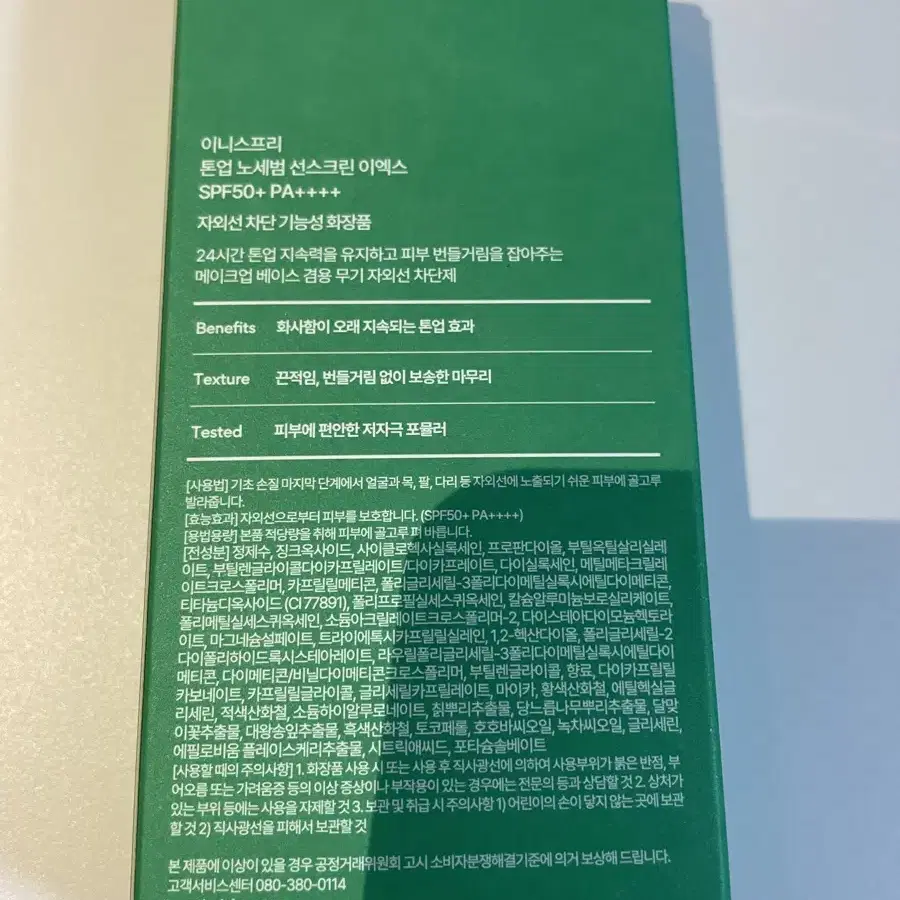 이니스프리
톤업 노세범 선스크린 이엑스
SPF50+ PA++++
자외선 차단 기능성 화장품
24시간 톤업 지속력을 유지하고 피부 번들거림을 잡아주는
메이크업 베이스 겸용 무기 자외선 차단제
Benefits 화사함이 오래 지속되는 톤업 효과
Texture 끈적임, 번들거림 없이 보송한 마무리
Tested 피부에 편안한 저자극 포뮬러
[사용법] 기초 손질 마지막 단계에서 얼굴과 목, 팔, 다리 등 자외선에 노출되기 쉬운 피부에 골고루
발라줍니다.
[효능효과] 자외선으로부터 피부를 보호합니다. (SPF50+ PA++++)
[용법용량] 본품 적당량을 취해 피부에 골고루 펴 바릅니다.
[전성분] 정제수, 징크옥사이드, 사이클로헥사실록세인, 프로판다이올, 부틸옥틸살리실레
이트, 부틸렌글라이콜다이카프릴레이트/다이카프레이트, 다이실록세인, 메틸메타크릴레
이트크로스폴리머, 카프릴릴메티콘, 폴리글리세릴-3폴리다이메틸실록시에틸다이메티콘,
티타늄디옥사이드 (CI 77891), 폴리프로필실세스퀴옥세인, 칼슘알루미늄보로실리케이트,
폴리메틸실세스퀴옥세인, 소듐아크릴레이트크로스폴리머-2, 다이스테아다이모늄헥토라
이트, 마그네슘설페이트, 트라이에톡시카프릴릴실레인, 1,2-헥산다이올, 폴리글리세릴-2
다이폴리하이드록시스테아레이트, 라우릴폴리글리세릴-3폴리다이메틸실록시에틸다이
메티콘, 다이메티콘/비닐다이메티콘크로스폴리머, 부틸렌글라이콜, 향료, 다이카프릴릴
카보네이트, 카프릴릴글라이콜, 글리세릴카프릴레이트, 마이카, 황색산화철, 에틸헥실글
리세린, 적색산화철, 소듐하이알루로네이트, 칡뿌리추출물, 당느릅나무뿌리추출물, 달맞
이꽃추출물, 대왕송잎추출물, 흑색산화철, 토코페롤, 호호바씨오일, 녹차씨오일, 글리세린,
에필로비움 플레이스케리추출물, 시트릭애씨드, 포타슘솔베이트
[사용할 때의 주의사항] 1. 화장품 사용 시 또는 사용 후 직사광선에 의하여 사용부위가 붉은 반점, 부
어오름 또는 가려움증 등의 이상 증상이나 부작용이 있는 경우에는 전문의 등과 상담할 것 2. 상처가
있는 부위 등에는 사용을 자제할 것 3. 보관 및 취급 시 주의사항 1) 어린이의 손이 닿지 않는 곳에 보관
할 것 2) 직사광선을 피해서 보관할 것
본 제품에 이상이 있을 경우 공정거래위원회 고시 소비자분쟁해결기준에 의거 보상해 드립니다.
고객서비스센터 080-380-0114